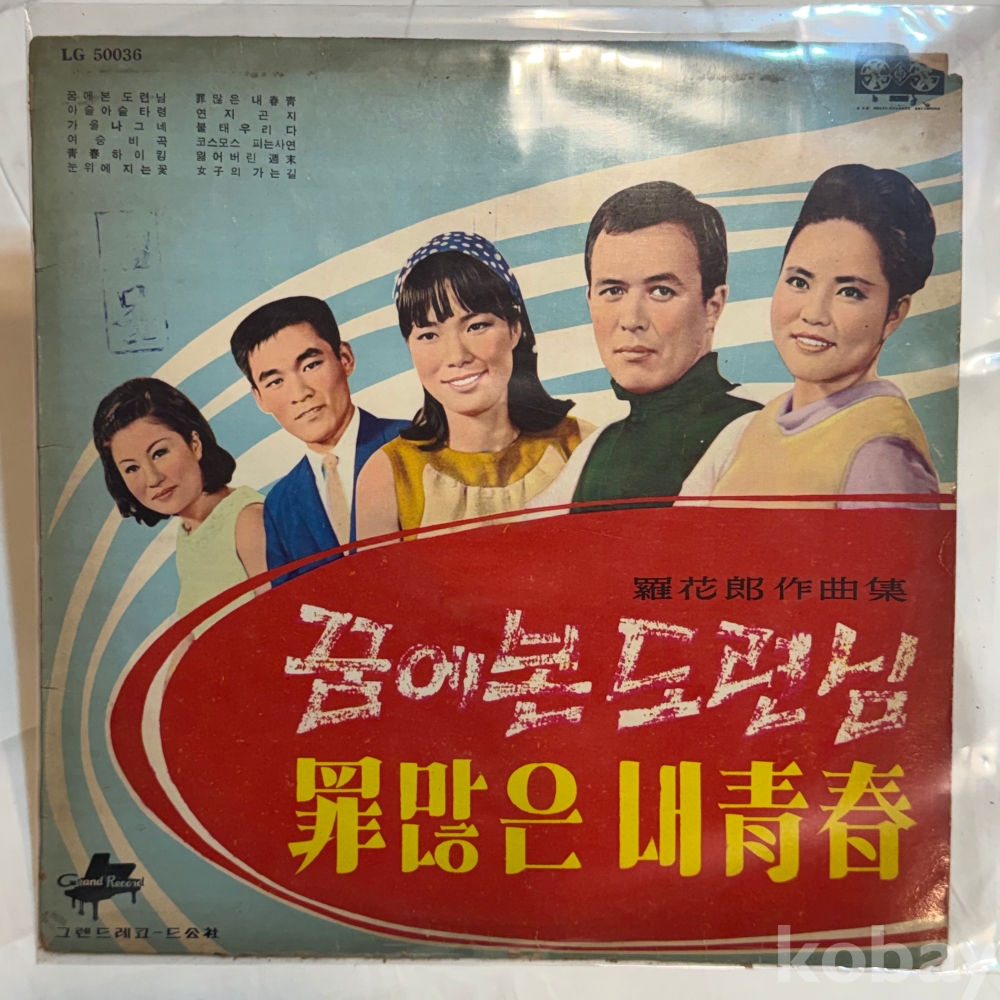 LG 50036
꿈에본 도련님 罪많은 내春靑
아슬아슬타령 연지곤지
가을나그네 불태우리다
여승비곡 코스모스 피는사연
靑春하이킹 잃어버린 週末
눈위에 지는꽃 女子의 가는길
羅花郎作曲集
꿈에본 도련님
罪많은 내靑春
Grand Record
그랜드레코-드公社
kobay